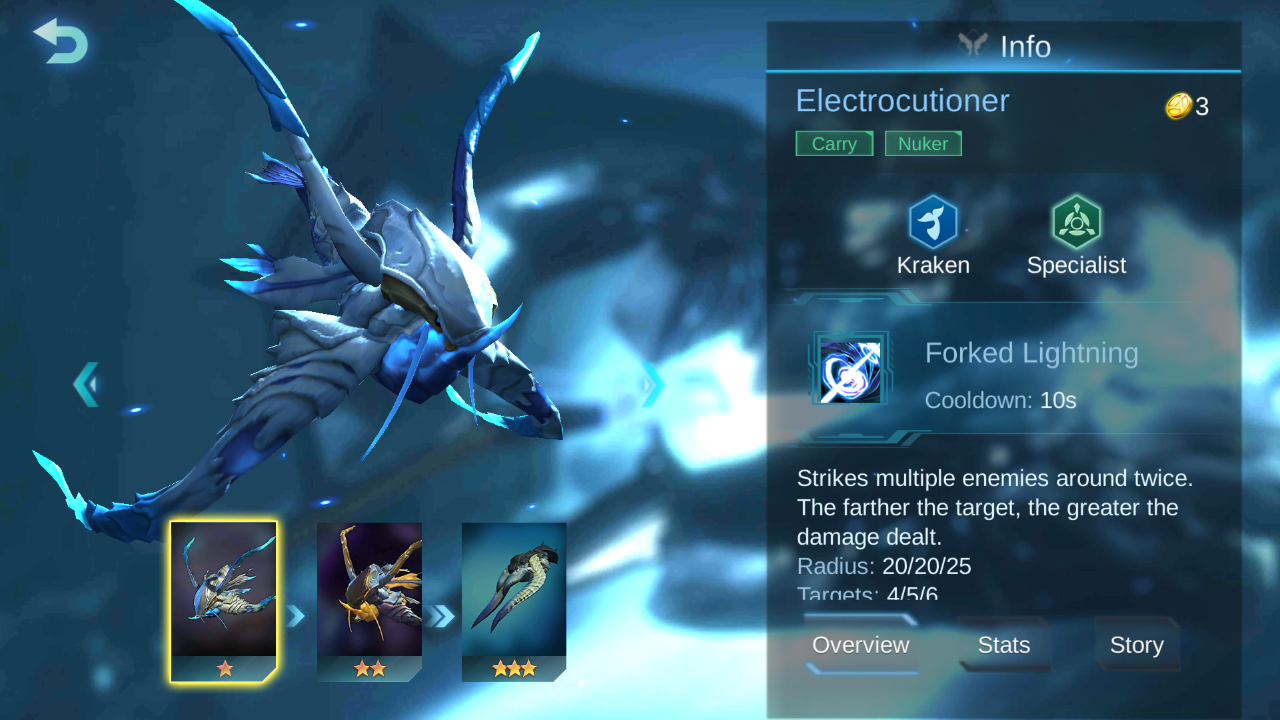 Info
Electrocutioner
3
Carry
Nuker
Kraken
Specialist
Forked Lightning
Cooldown: 10s
Strikes multiple enemies around twice.
The farther the target, the greater the
damage dealt.
Radius: 20/20/25
Targets: 4/5/6
Overview
Stats
Story